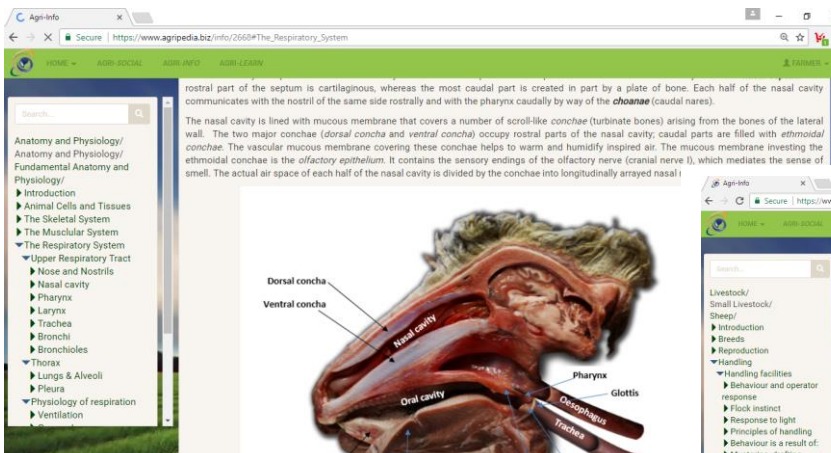 Agri-Info
Secure | https://www.agripedia.biz/info/2668#The_Respiratory_System
HOME AGRI-SOCIAL AGRI-INFO AGRI-LEARN FARMER
rostral part of the septum is cartilaginous, whereas the most caudal part is created in part by a plate of bone. Each half of the nasal cavity
communicates with the nostril of the same side rostrally and with the pharynx caudally by way of the choanae (caudal nares).
The nasal cavity is lined with mucous membrane that covers a number of scroll-like conchae (turbinate bones) arising from the bones of the lateral
wall. The two major conchae (dorsal concha and ventral concha) occupy rostral parts of the nasal cavity; caudal parts are filled with ethmoidal
conchae. The vascular mucous membrane covering these conchae helps to warm and humidify inspired air. The mucous membrane investing the
ethmoidal conchae is the olfactory epithelium. It contains the sensory endings of the olfactory nerve (cranial nerve I), which mediates the sense of
smell. The actual air space of each half of the nasal cavity is divided by the conchae into longitudinally arrayed nasal
Search...
Anatomy and Physiology/
Anatomy and Physiology/
Fundamental Anatomy and
Physiology/
Introduction
Animal Cells and Tissues
The Skeletal System
The Musclular System
The Respiratory System
Upper Respiratory Tract
Nose and Nostrils
Nasal cavity
Pharynx
Larynx
Trachea
Bronchi
Bronchioles
Thorax
Lungs & Alveoli
Pleura
Physiology of respiration
Ventilation
Dorsal concha
Ventral concha
Nasal cavity
Oral cavity
Pharynx
Glottis
Oesophagus
Trachea
Agri-Info
Secure | https://ww
HOME AGRI-SOCIAL
Search...
Livestock/
Small Livestock/
Sheep/
Introduction
Breeds
Reproduction
Handling
Handling facilities
Behaviour and operator
response
Flock instinct
Response to light
Principles of handling
Behaviour is a result of: